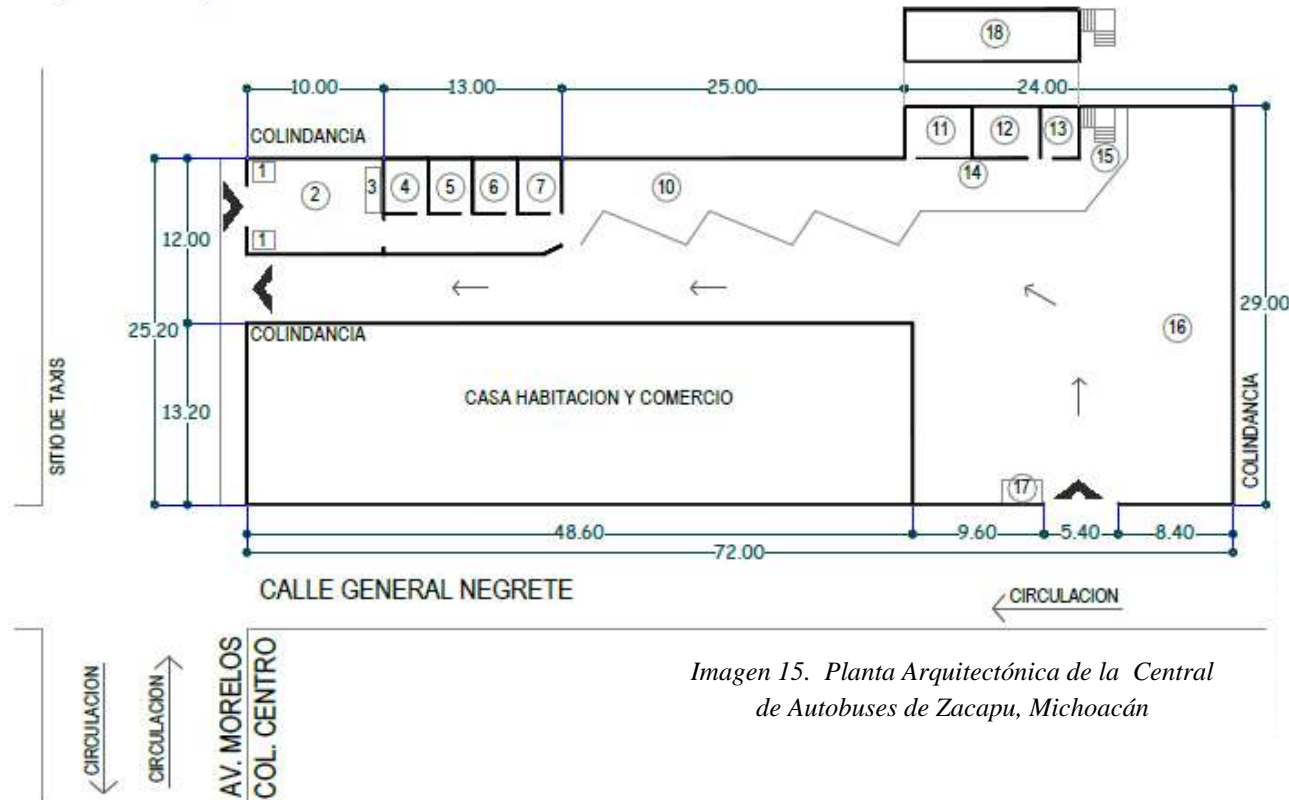 18
10.00
13.00
25.00
24.00
COLINDANCIA
11
12
13
15
1
2
3
4
5
6
7
10
14
12.00
1
25.20
COLINDANCIA
29.00
16
SITIO DE TAXIS
13.20
CASA HABITACION Y COMERCIO
COLINDANCIA
17
48.60
9.60
5.40
8.40
72.00
CALLE GENERAL NEGRETE
CIRCULACION
CIRCULACION
CIRCULACION
AV. MORELOS
COL. CENTRO
Imagen 15. Planta Arquitectónica de la Central
de Autobuses de Zacapu, Michoacán